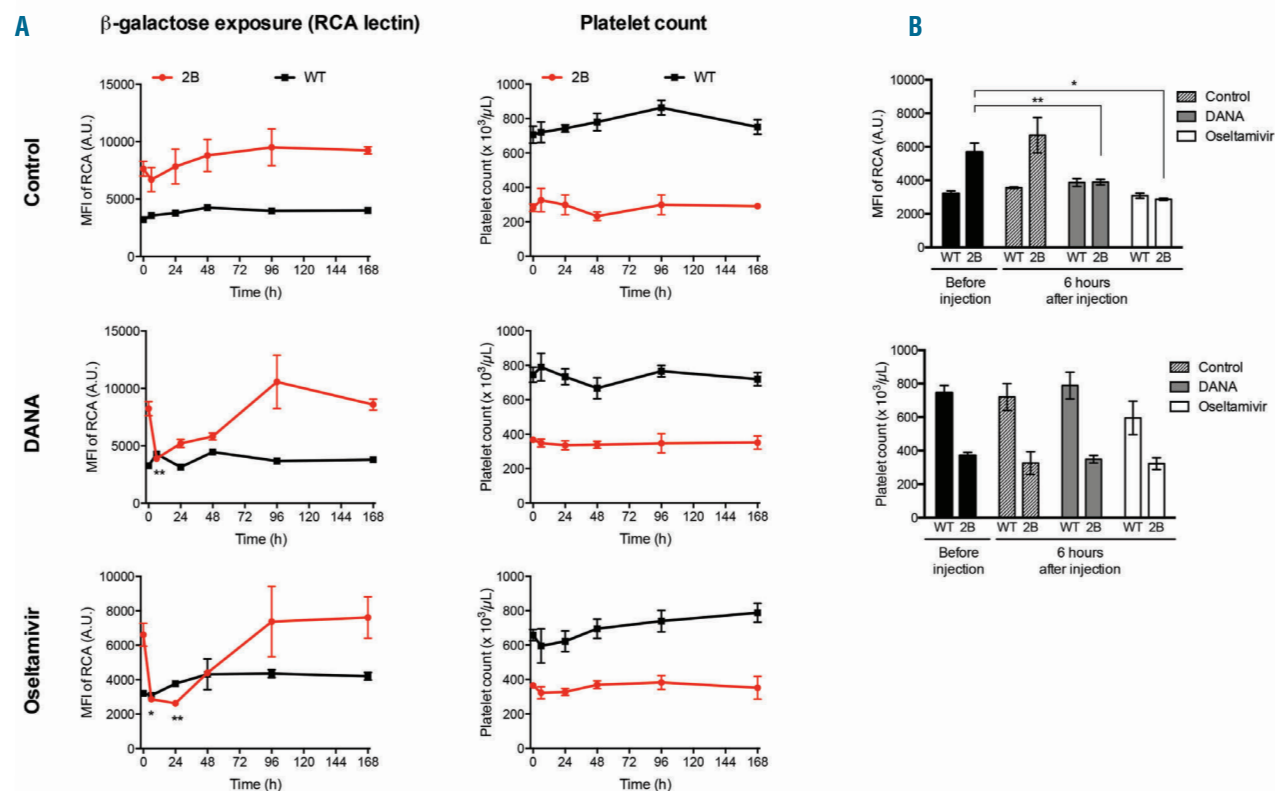 A
β-galactose exposure (RCA lectin)
Platelet count
B
Control
2B
WT
MFI of RCA (A.U.)
15000
10000
5000
0
0 24 48 72 96 120 144 168
Time (h)
2B
WT
Platelet count (x 10³/μL)
1000
800
600
400
200
0
0 24 48 72 96 120 144 168
Time (h)
DANA
MFI of RCA (A.U.)
15000
10000
5000
0
**
0 24 48 72 96 120 144 168
Time (h)
Platelet count (x 10³/μL)
1000
800
600
400
200
0
0 24 48 72 96 120 144 168
Time (h)
Oseltamivir
MFI of RCA (A.U.)
10000
8000
6000
4000
2000
0
* **
0 24 48 72 96 120 144 168
Time (h)
Platelet count (x 10³/μL)
1000
800
600
400
200
0
0 24 48 72 96 120 144 168
Time (h)
MFI of RCA (A.U.)
10000
8000
6000
4000
2000
0
*
**
Control
DANA
Oseltamivir
WT 2B WT 2B WT 2B WT 2B
Before
injection
6 hours
after injection
Platelet count (x 10³/μL)
1000
800
600
400
200
0
Control
DANA
Oseltamivir
WT 2B WT 2B WT 2B WT 2B
Before
injection
6 hours
after injection